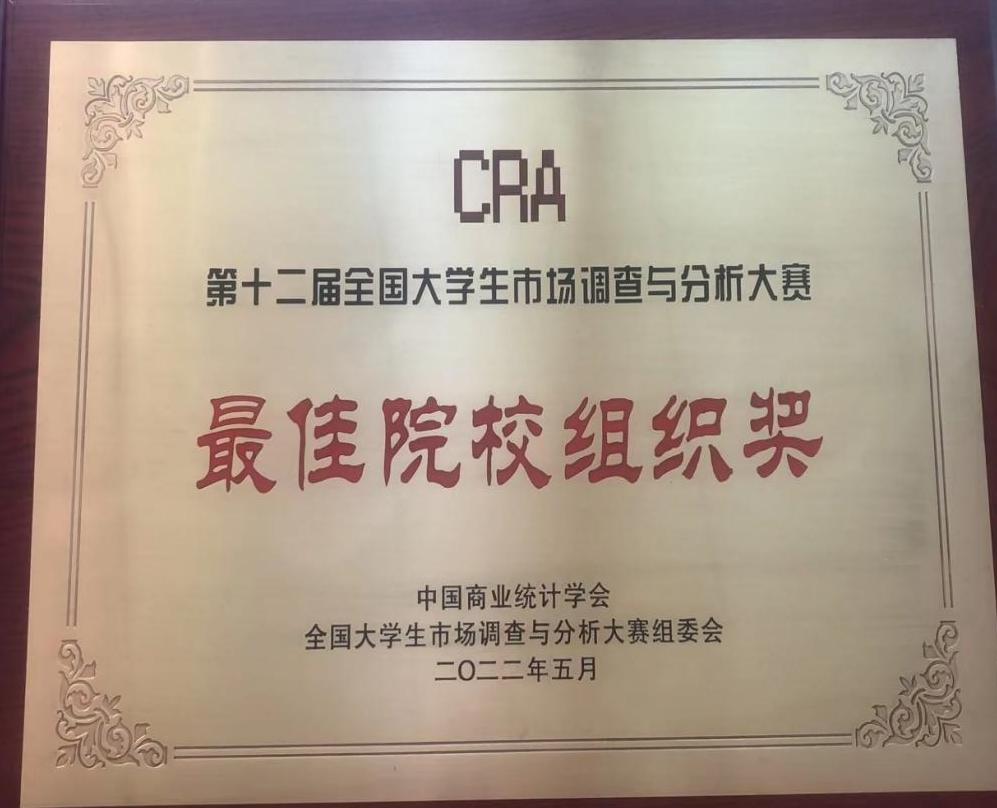 CRA
第十二届全国大学生市场调查与分析大赛
最佳院校组织奖
中国商业统计学会
全国大学生市场调查与分析大赛组委会
二〇二二年五月